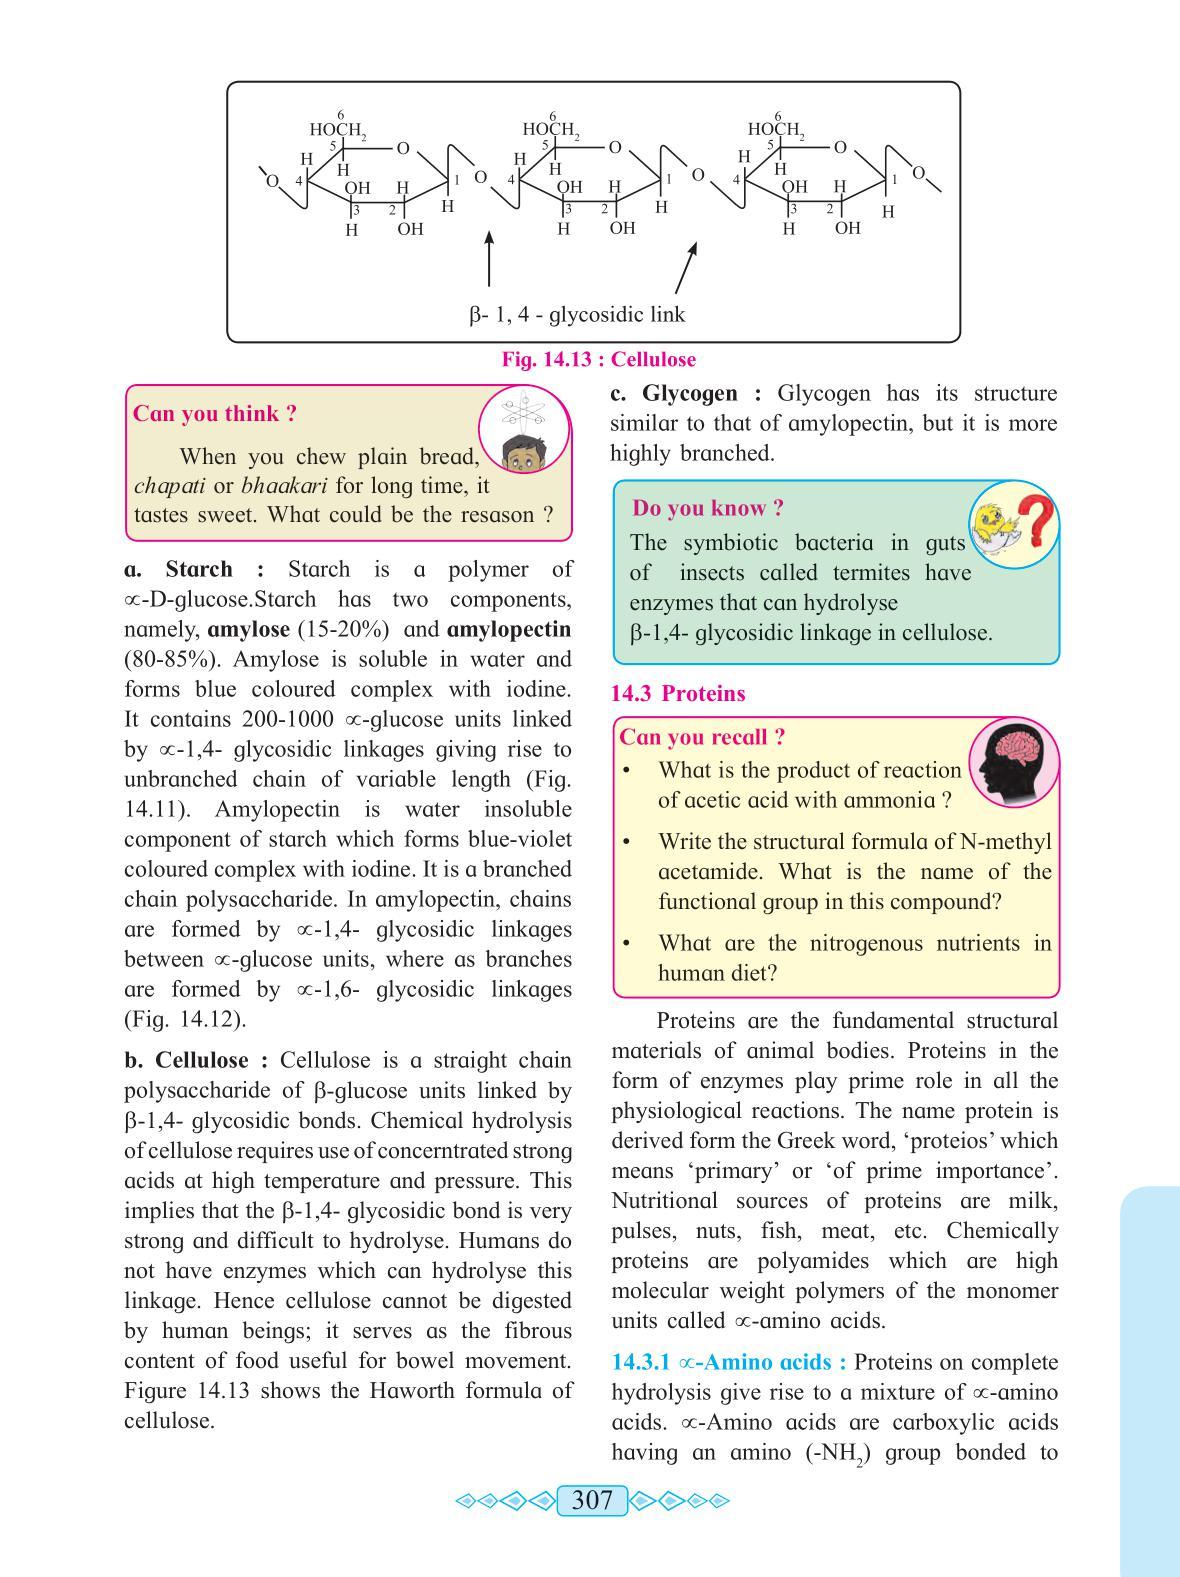 6
HOCH2
5
O
H
H
4
OH
H
1
O
3
2
H
H
OH
O
6
HOCH2
5
O
H
H
4
OH
H
1
3
2
H
H
OH
O
6
HOCH2
5
O
H
H
4
OH
H
1
3
2
H
H
OH
O
β- 1, 4 - glycosidic link
Fig. 14.13 : Cellulose
Can you think ?
When you chew plain bread,
chapati or bhaakari for long time, it
tastes sweet. What could be the resason ?
a. Starch : Starch is a polymer of
∝-D-glucose.Starch has two components,
namely, amylose (15-20%) and amylopectin
(80-85%). Amylose is soluble in water and
forms blue coloured complex with iodine.
It contains 200-1000 ∝-glucose units linked
by ∝-1,4- glycosidic linkages giving rise to
unbranched chain of variable length (Fig.
14.11). Amylopectin is water insoluble
component of starch which forms blue-violet
coloured complex with iodine. It is a branched
chain polysaccharide. In amylopectin, chains
are formed by ∝-1,4- glycosidic linkages
between ∝-glucose units, where as branches
are formed by ∝-1,6- glycosidic linkages
(Fig. 14.12).
b. Cellulose : Cellulose is a straight chain
polysaccharide of β-glucose units linked by
β-1,4- glycosidic bonds. Chemical hydrolysis
of cellulose requires use of concerntrated strong
acids at high temperature and pressure. This
implies that the β-1,4- glycosidic bond is very
strong and difficult to hydrolyse. Humans do
not have enzymes which can hydrolyse this
linkage. Hence cellulose cannot be digested
by human beings; it serves as the fibrous
content of food useful for bowel movement.
Figure 14.13 shows the Haworth formula of
cellulose.
c. Glycogen : Glycogen has its structure
similar to that of amylopectin, but it is more
highly branched.
Do you know ?
The symbiotic bacteria in guts
of insects called termites have
enzymes that can hydrolyse
β-1,4- glycosidic linkage in cellulose.
14.3 Proteins
Can you recall ?
• What is the product of reaction
of acetic acid with ammonia ?
• Write the structural formula of N-methyl
acetamide. What is the name of the
functional group in this compound?
• What are the nitrogenous nutrients in
human diet?
Proteins are the fundamental structural
materials of animal bodies. Proteins in the
form of enzymes play prime role in all the
physiological reactions. The name protein is
derived form the Greek word, ‘proteios’ which
means ‘primary’ or ‘of prime importance’.
Nutritional sources of proteins are milk,
pulses, nuts, fish, meat, etc. Chemically
proteins are polyamides which are high
molecular weight polymers of the monomer
units called ∝-amino acids.
14.3.1 ∝-Amino acids : Proteins on complete
hydrolysis give rise to a mixture of ∝-amino
acids. ∝-Amino acids are carboxylic acids
having an amino (-NH2) group bonded to
307